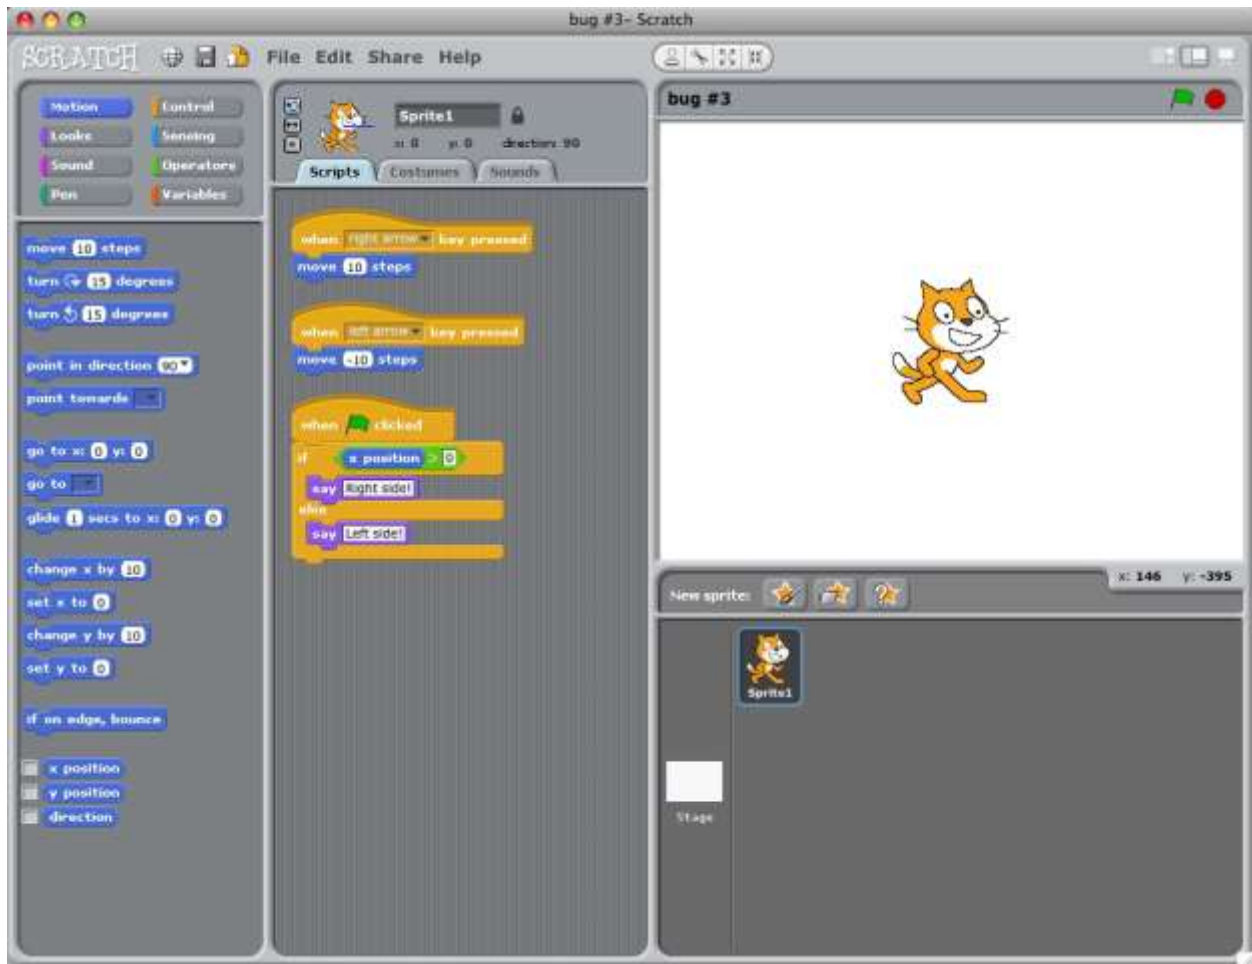 bug #3- Scratch
SCRATCH File Edit Share Help
Motion Control
Looks Sensing
Sound Operators
Pen Variables
move 10 steps
turn 15 degrees
turn 15 degrees
point in direction 90
point towards
go to x: 0 y: 0
go to
glide 1 secs to x: 0 y: 0
change x by 10
set x to 0
change y by 10
set y to 0
if on edge, bounce
x position
y position
direction
Sprite1
x: 0 y: 0 direction: 90
Scripts Costumes Sounds
when right arrow key pressed
move 10 steps
when left arrow key pressed
move -10 steps
when clicked
if x position > 0
say Right side!
else
say Left side!
bug #3
x: 146 y: -395
New sprite:
Sprite1
Stage